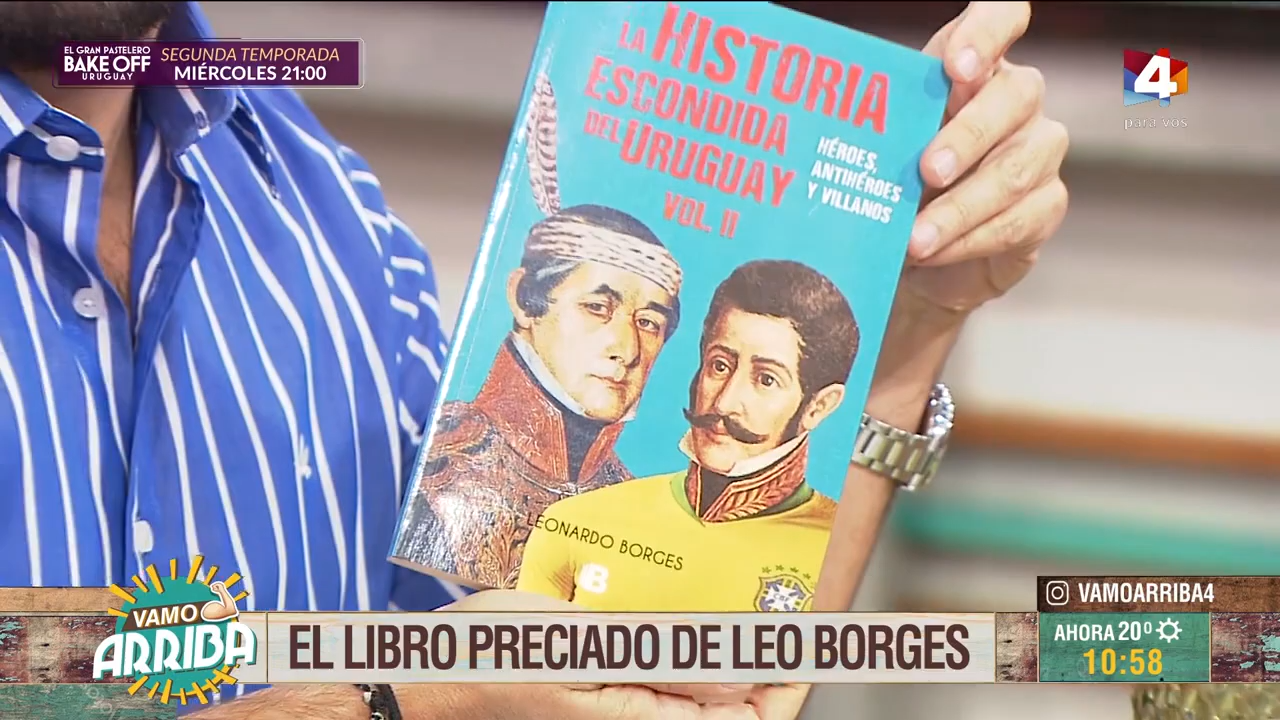 EL GRAN PASTELERO
BAKE OFF
URUGUAY
SEGUNDA TEMPORADA
MIÉRCOLES 21:00
4
para vos
LA HISTORIA
ESCONDIDA
DEL URUGUAY
VOL. II
HÉROES,
ANTIHÉROES
Y VILLANOS
LEONARDO BORGES
B
VAMO
ARRIBA
EL LIBRO PRECIADO DE LEO BORGES
VAMOARRIBA4
AHORA 20º
10:58